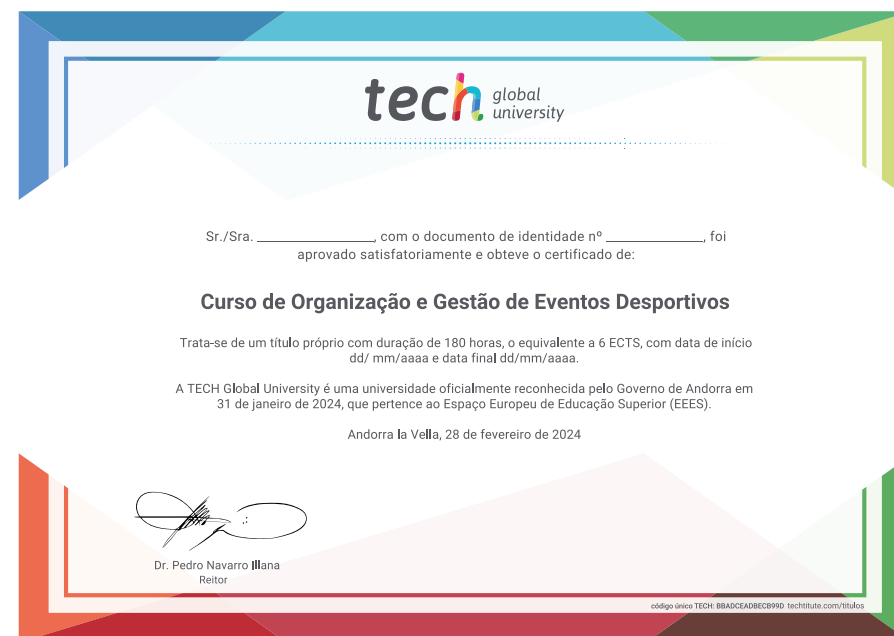 tech global university
Sr./Sra. _______________, com o documento de identidade nº _____________, foi
aprovado satisfatoriamente e obteve o certificado de:
Curso de Organização e Gestão de Eventos Desportivos
Trata-se de um título próprio com duração de 180 horas, o equivalente a 6 ECTS, com data de início
dd/ mm/aaaa e data final dd/mm/aaaa.
A TECH Global University é uma universidade oficialmente reconhecida pelo Governo de Andorra em
31 de janeiro de 2024, que pertence ao Espaço Europeu de Educação Superior (EEES).
Andorra la Vella, 28 de fevereiro de 2024
Dr. Pedro Navarro Illana
Reitor
código único TECH: BBADCEADBECB99D techtitute.com/titulos